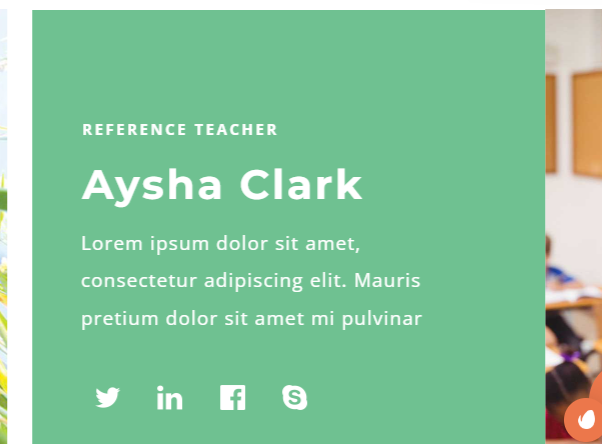 REFERENCE TEACHER
Aysha Clark
Lorem ipsum dolor sit amet,
consectetur adipiscing elit. Mauris
pretium dolor sit amet mi pulvinar